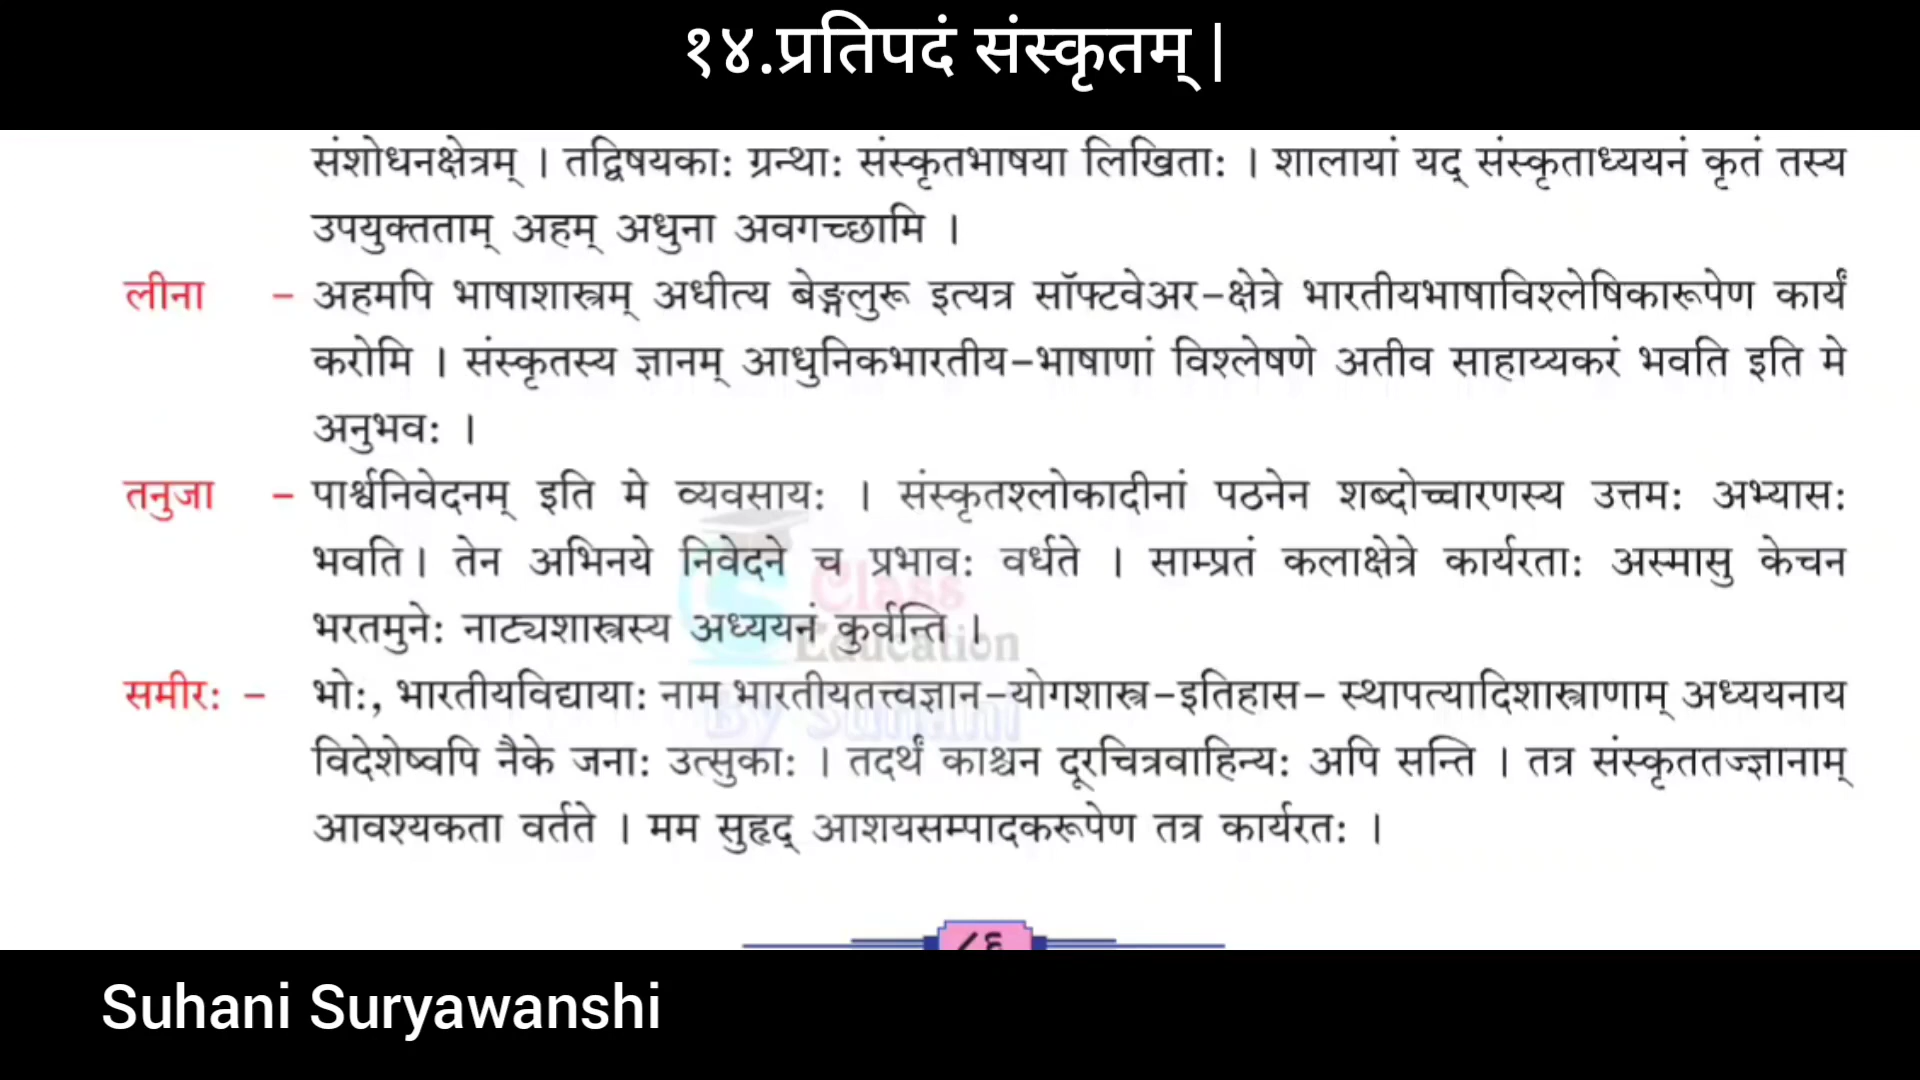 १४.प्रतिपदं संस्कृतम् |
संशोधनक्षेत्रम् । तद्विषयकाः ग्रन्थाः संस्कृतभाषया लिखिताः । शालायां यद् संस्कृताध्ययनं कृतं तस्य
उपयुक्तताम् अहम् अधुना अवगच्छामि ।
लीना – अहमपि भाषाशास्त्रम् अधीत्य बेङ्गलुरू इत्यत्र सॉफ्टवेअर-क्षेत्रे भारतीयभाषाविश्लेषिकारूपेण कार्यं
करोमि । संस्कृतस्य ज्ञानम् आधुनिकभारतीय-भाषाणां विश्लेषणे अतीव साहाय्यकरं भवति इति मे
अनुभवः ।
तनुजा – पार्श्वनिवेदनम् इति मे व्यवसायः । संस्कृतश्लोकादीनां पठनेन शब्दोच्चारणस्य उत्तमः अभ्यासः
भवति। तेन अभिनये निवेदने च प्रभावः वर्धते । साम्प्रतं कलाक्षेत्रे कार्यरताः अस्मासु केचन
भरतमुनेः नाट्यशास्त्रस्य अध्ययनं कुर्वन्ति ।
समीरः – भोः, भारतीयविद्यायाः नाम भारतीयतत्त्वज्ञान-योगशास्त्र-इतिहास- स्थापत्यादिशास्त्राणाम् अध्ययनाय
विदेशेष्वपि नैके जनाः उत्सुकाः । तदर्थं काश्चन दूरचित्रवाहिन्यः अपि सन्ति । तत्र संस्कृततज्ज्ञानाम्
आवश्यकता वर्तते । मम सुहृद् आशयसम्पादकरूपेण तत्र कार्यरतः ।
Class
Education
By Suhani
Suhani Suryawanshi